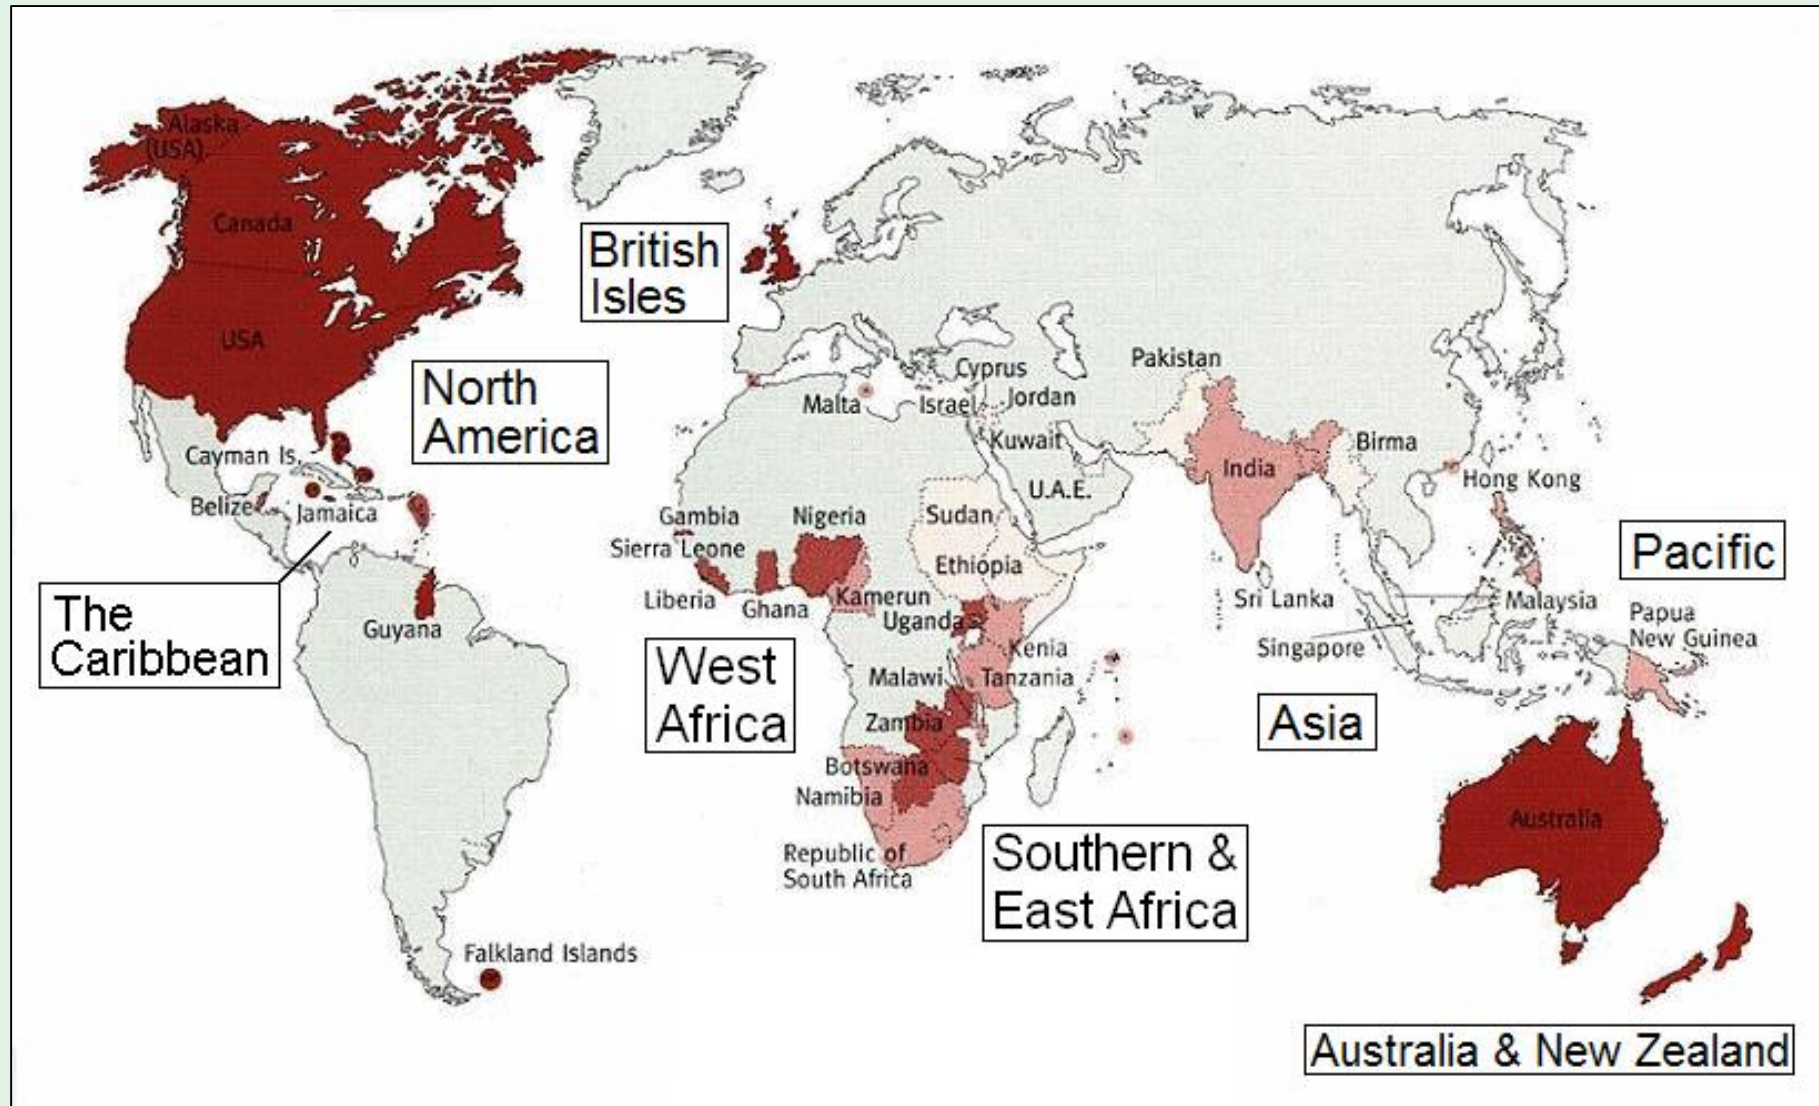 Alaska
(USA)
Canada
USA
North
America
British
Isles
Cayman Is.
Belize
Jamaica
The
Caribbean
Guyana
Falkland Islands
Malta
Cyprus
Israel
Jordan
Kuwait
U.A.E.
Pakistan
India
Birma
Hong Kong
Gambia
Sierra Leone
Liberia
Ghana
Nigeria
Kamerun
West
Africa
Sudan
Ethiopia
Uganda
Kenia
Tanzania
Malawi
Zambia
Botswana
Namibia
Republic of
South Africa
Southern &
East Africa
Sri Lanka
Singapore
Malaysia
Asia
Pacific
Papua
New Guinea
Australia
Australia & New Zealand